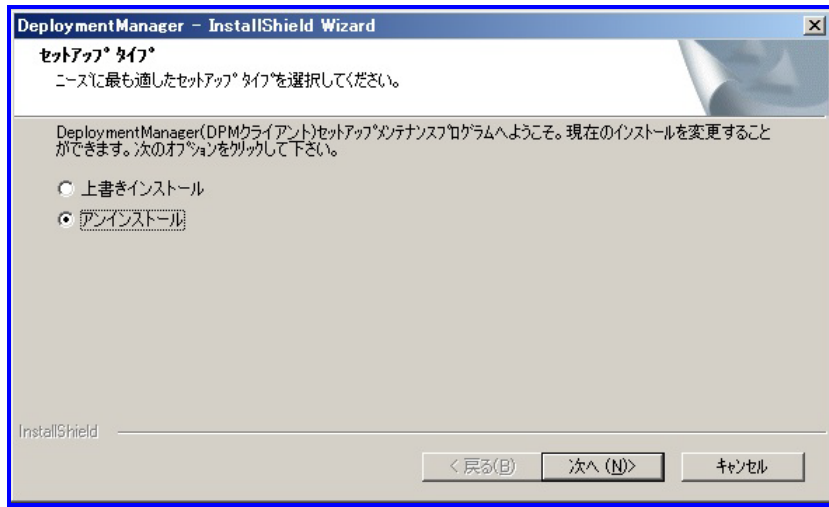 DeploymentManager - InstallShield Wizard
セットアップ タイプ
ニーズに最も適したセットアップ タイプを選択してください。
DeploymentManager(DPMクライアント)セットアップメンテナンスプログラムへようこそ。現在のインストールを変更すること
ができます。次のオプションをクリックして下さい。
上書きインストール
アンインストール
InstallShield
< 戻る(B) 次へ (N)> キャンセル